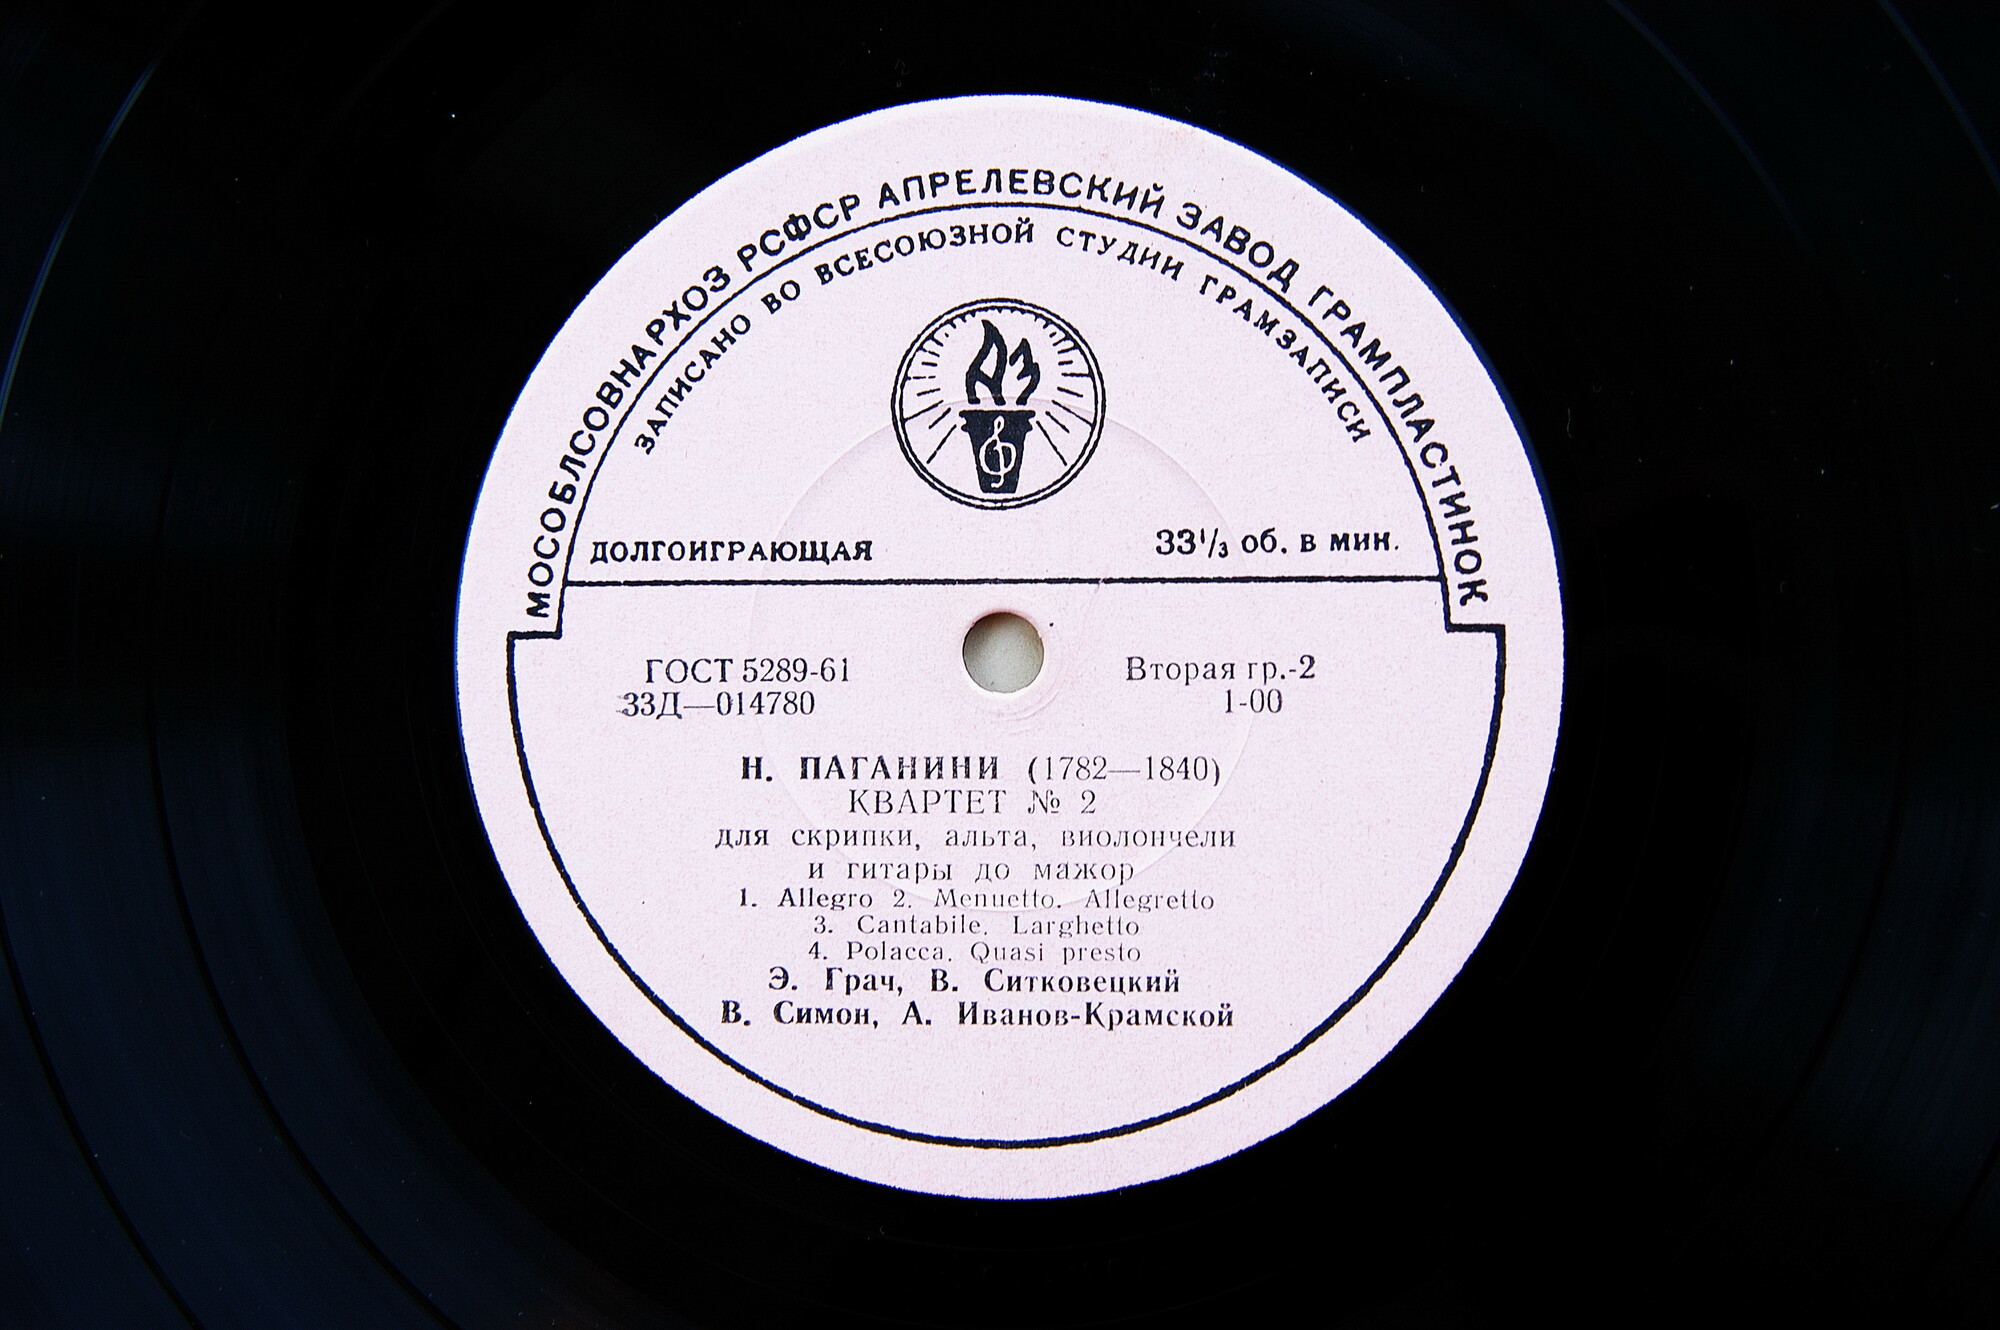 МОСОБЛСОВНАРХОЗ РСФСР АПРЕЛЕВСКИЙ ЗАВОД ГРАМПЛАСТИНОК
ЗАПИСАНО ВО ВСЕСОЮЗНОЙ СТУДИИ ГРАМЗАПИСИ
АЗ
ДОЛГОИГРАЮЩАЯ 33⅓ об. в мин.
ГОСТ 5289-61 Вторая гр.-2
33Д—014780 1-00
Н. ПАГАНИНИ (1782—1840)
КВАРТЕТ № 2
для скрипки, альта, виолончели
и гитары до мажор
1. Allegro 2. Menuetto. Allegretto
3. Cantabile. Larghetto
4. Polacca. Quasi presto
Э. Грач, В. Ситковецкий
В. Симон, А. Иванов-Крамской